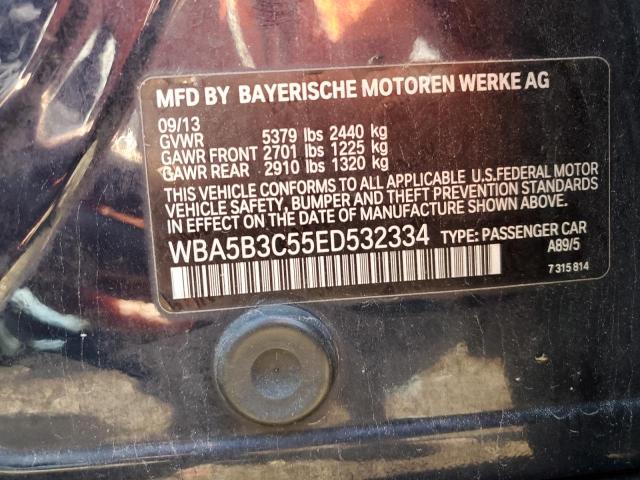 MFD BY BAYERISCHE MOTOREN WERKE AG
09/13
GVWR 5379 lbs 2440 kg
GAWR FRONT 2701 lbs 1225 kg
GAWR REAR 2910 lbs 1320 kg
THIS VEHICLE CONFORMS TO ALL APPLICABLE U.S.FEDERAL MOTOR
VEHICLE SAFETY, BUMPER AND THEFT PREVENTION STANDARDS
IN EFFECT ON THE DATE OF MANUFACTURE SHOWN ABOVE.
WBA5B3C55ED532334 TYPE: PASSENGER CAR
A89/5
7 315 814